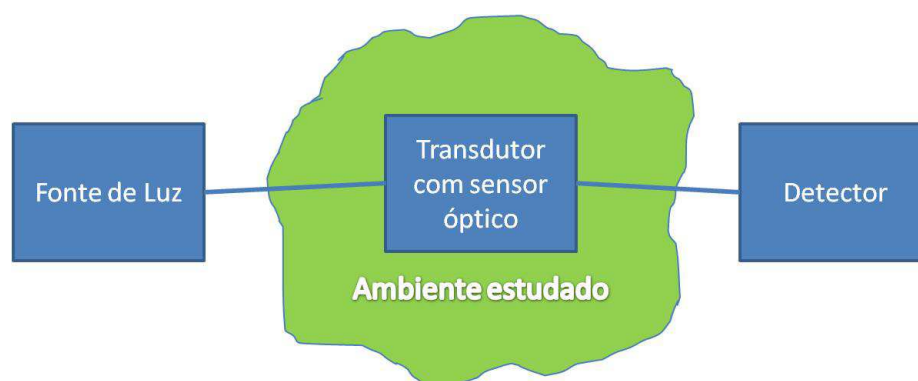 Fonte de Luz
Transdutor
com sensor
óptico
Detector
Ambiente estudado